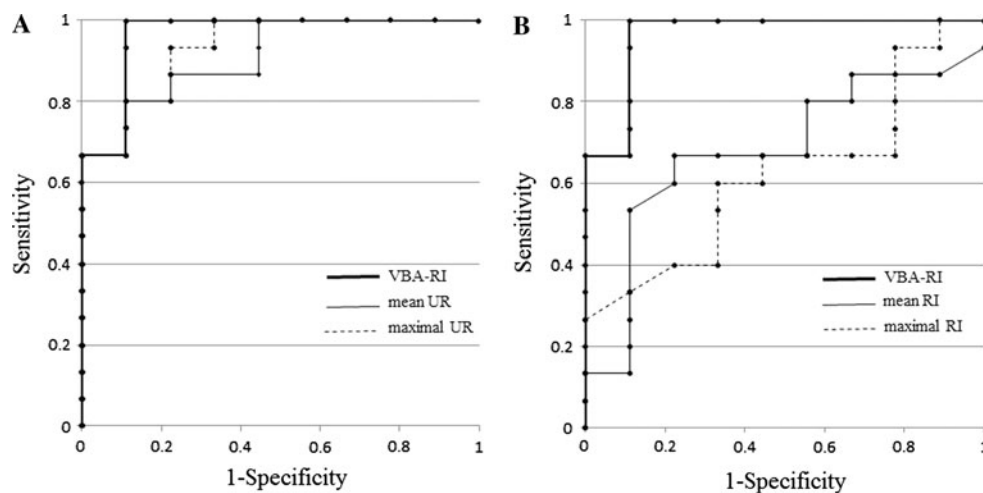 A
Sensitivity
1
0.8
0.6
0.4
0.2
0
VBA-RI
mean UR
maximal UR
0 0.2 0.4 0.6 0.8 1
1-Specificity
B
Sensitivity
1
0.8
0.6
0.4
0.2
0
VBA-RI
mean RI
maximal RI
0 0.2 0.4 0.6 0.8 1
1-Specificity